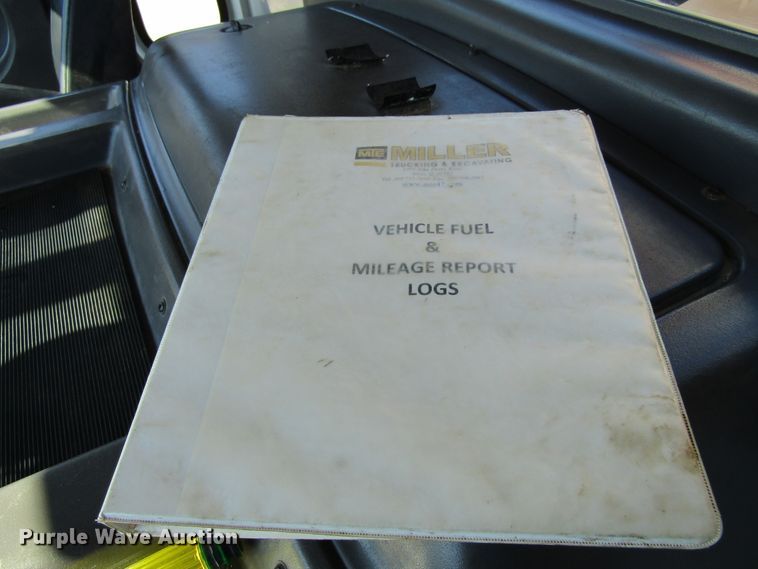 MTE MILLER
TRUCKING & EXCAVATING
VEHICLE FUEL
&
MILEAGE REPORT
LOGS
Purple Wave Auction